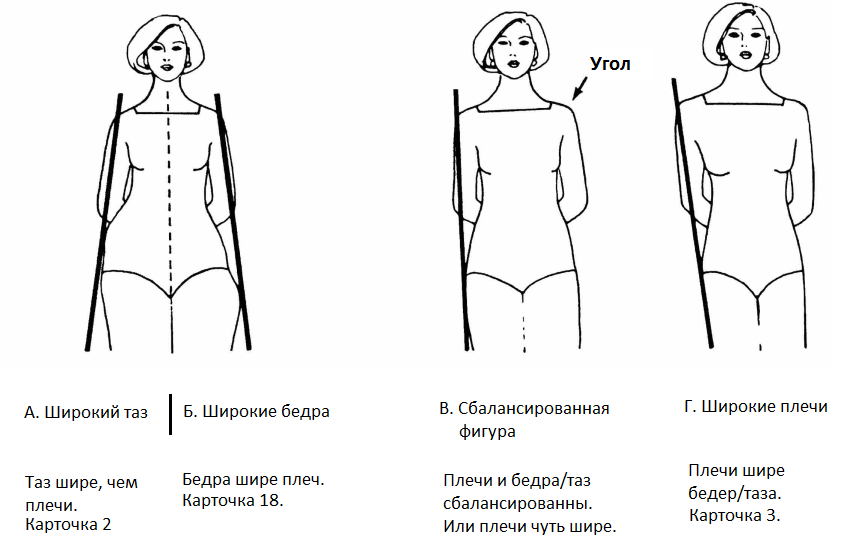 Угол
А. Широкий таз
Б. Широкие бедра
В. Сбалансированная
фигура
Г. Широкие плечи
Таз шире, чем
плечи.
Карточка 2
Бедра шире плеч.
Карточка 18.
Плечи и бедра/таз
сбалансированны.
Или плечи чуть шире.
Плечи шире
бедер/таза.
Карточка 3.